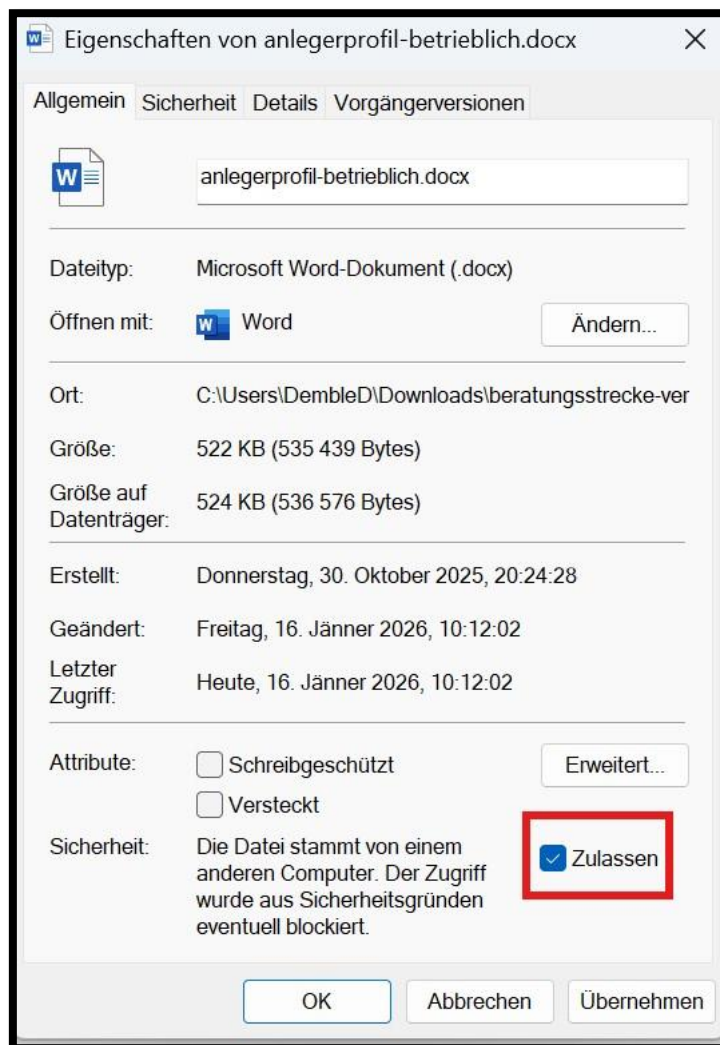 Eigenschaften von anlegerprofil-betrieblich.docx
Allgemein Sicherheit Details Vorgängerversionen
W
anlegerprofil-betrieblich.docx
Dateityp: Microsoft Word-Dokument (.docx)
Öffnen mit: W Word Ändern...
Ort: C:\Users\DembleD\Downloads\beratungsstrecke-ver
Größe: 522 KB (535 439 Bytes)
Größe auf
Datenträger: 524 KB (536 576 Bytes)
Erstellt: Donnerstag, 30. Oktober 2025, 20:24:28
Geändert: Freitag, 16. Jänner 2026, 10:12:02
Letzter
Zugriff: Heute, 16. Jänner 2026, 10:12:02
Attribute: Schreibgeschützt Erweitert...
Versteckt
Sicherheit: Die Datei stammt von einem
anderen Computer. Der Zugriff
wurde aus Sicherheitsgründen
eventuell blockiert.
Zulassen
OK Abbrechen Übernehmen